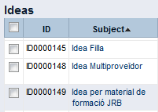 Ideas
ID Subject
ID0000145 Idea Filla
ID0000148 Idea Multiproveïdor
ID0000149 Idea per material de
formació JRB